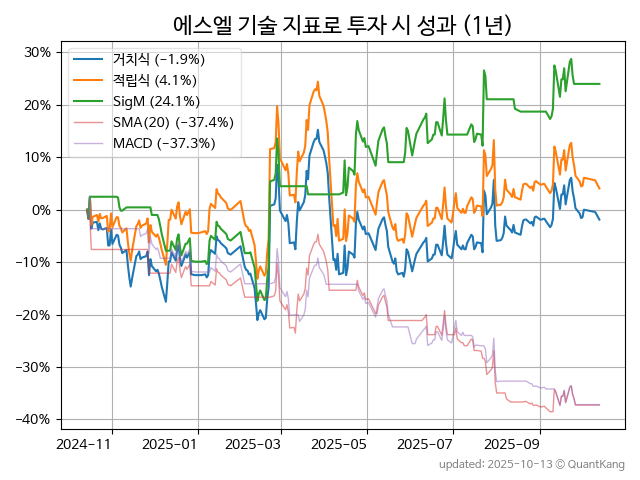 에스엘 기술 지표로 투자 시 성과 (1년)
거치식 (−1.9%)
적립식 (4.1%)
SigM (24.1%)
SMA(20) (−37.4%)
MACD (−37.3%)
30%
20%
10%
0%
−10%
−20%
−30%
−40%
2024-11 2025-01 2025-03 2025-05 2025-07 2025-09
updated: 2025-10-13 ⓒ QuantKang